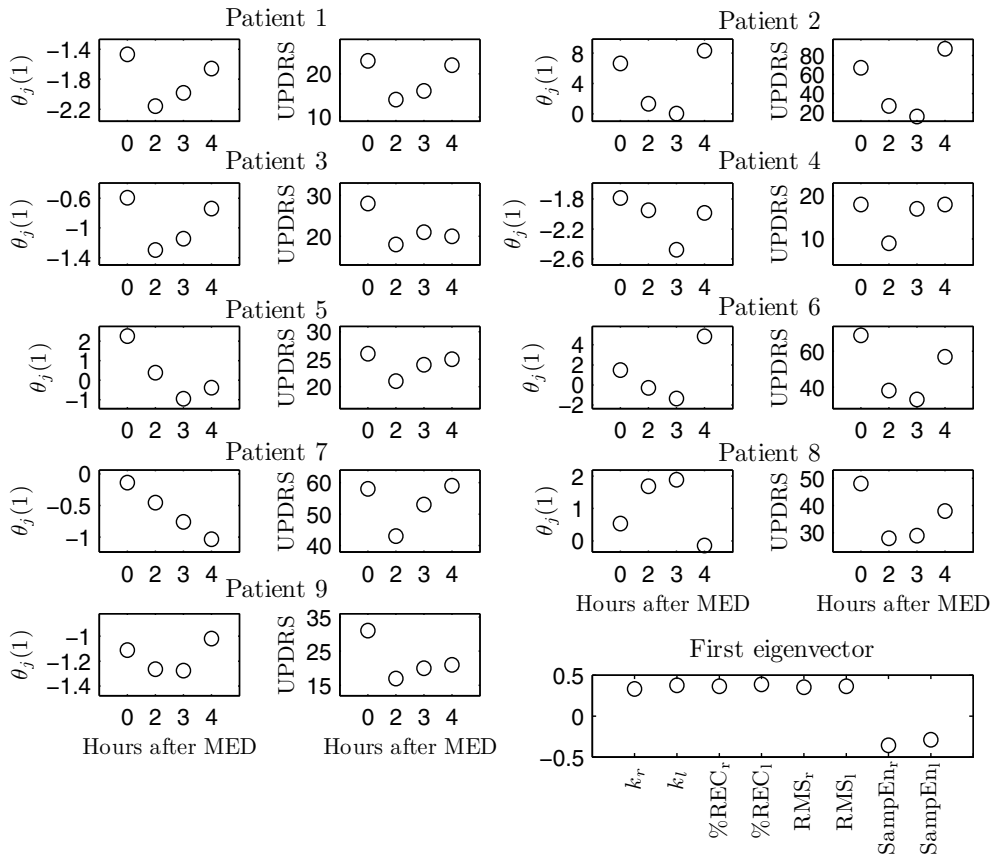 Patient 1
θj(1)
−1.4
−1.8
−2.2
0 2 3 4
UPDRS
20
10
0 2 3 4
Patient 2
θj(1)
8
4
0
0 2 3 4
UPDRS
80
60
40
20
0 2 3 4
Patient 3
θj(1)
−0.6
−1
−1.4
0 2 3 4
UPDRS
30
20
0 2 3 4
Patient 4
θj(1)
−1.8
−2.2
−2.6
0 2 3 4
UPDRS
20
10
0 2 3 4
Patient 5
θj(1)
2
1
0
−1
0 2 3 4
UPDRS
30
25
20
0 2 3 4
Patient 6
θj(1)
4
2
0
−2
0 2 3 4
UPDRS
60
40
0 2 3 4
Patient 7
θj(1)
0
−0.5
−1
0 2 3 4
UPDRS
60
50
40
0 2 3 4
Patient 8
θj(1)
2
1
0
0 2 3 4
Hours after MED
UPDRS
50
40
30
0 2 3 4
Hours after MED
Patient 9
θj(1)
−1
−1.2
−1.4
0 2 3 4
Hours after MED
UPDRS
35
25
15
0 2 3 4
Hours after MED
First eigenvector
0.5
0
−0.5
kr
kl
%RECr
%RECl
RMSr
RMSl
SampEnr
SampEnl